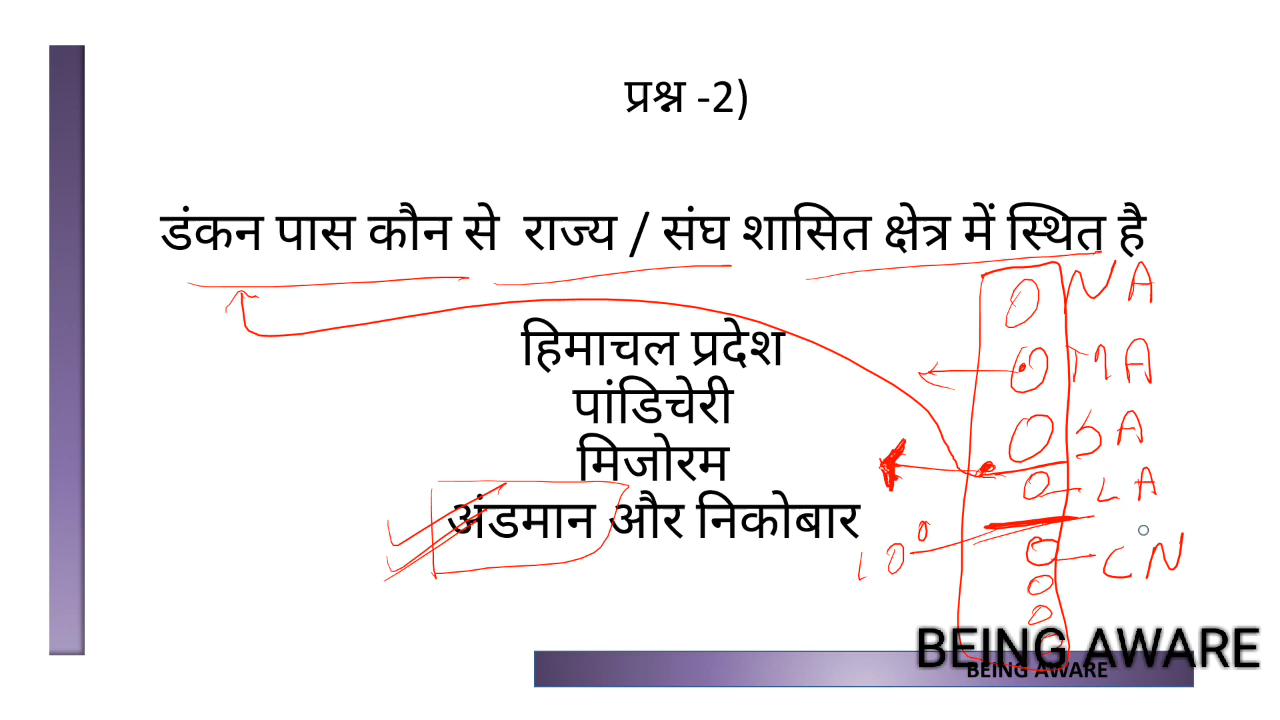 प्रश्न -2)
डंकन पास कौन से राज्य / संघ शासित क्षेत्र में स्थित है
हिमाचल प्रदेश
पांडिचेरी
मिजोरम
अंडमान और निकोबार
NA
MA
SA
LA
10°
CN
BEING AWARE
BEING AWARE